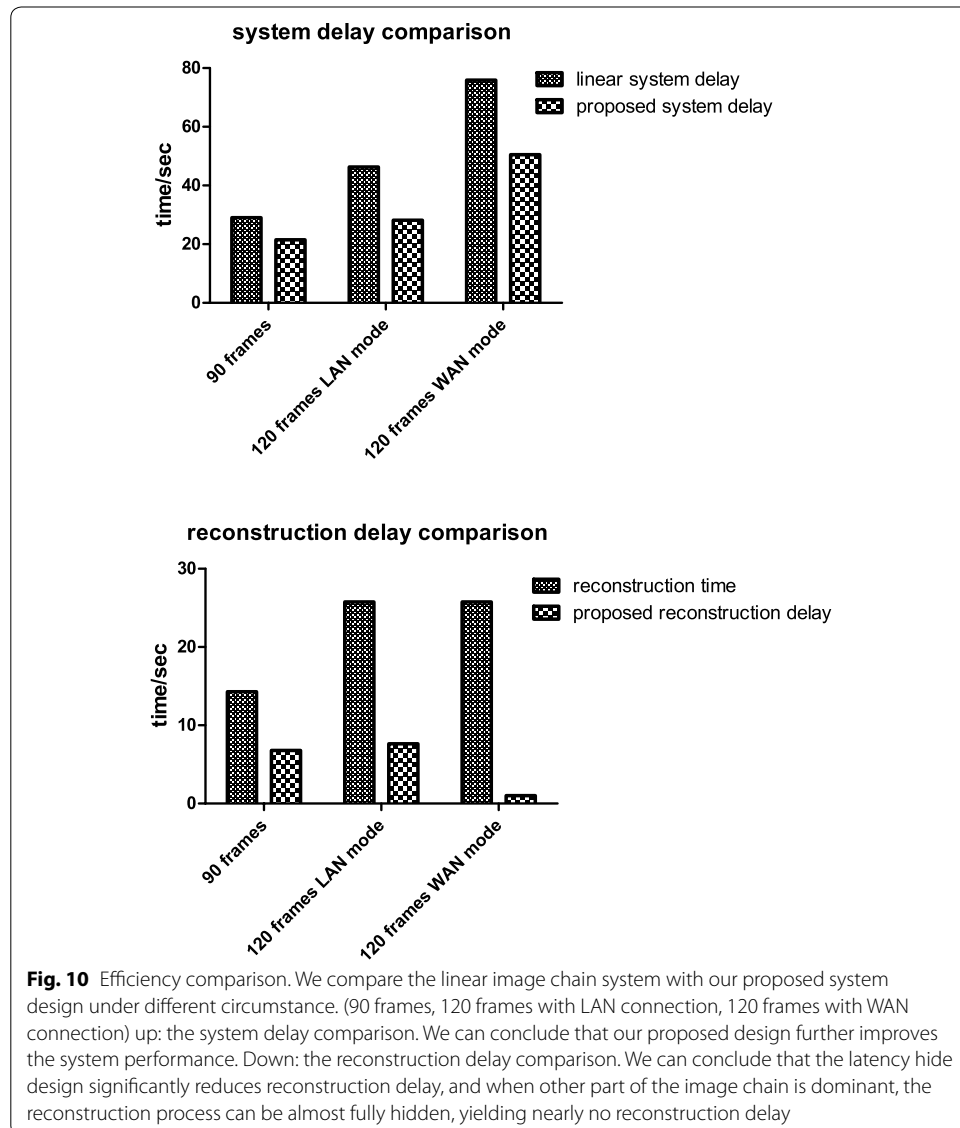 system delay comparison
80
60
40
20
0
time/sec
linear system delay
proposed system delay
90 frames
120 frames LAN mode
120 frames WAN mode
reconstruction delay comparison
30
20
10
0
time/sec
reconstruction time
proposed reconstruction delay
90 frames
120 frames LAN mode
120 frames WAN mode
Fig. 10 Efficiency comparison. We compare the linear image chain system with our proposed system
design under different circumstance. (90 frames, 120 frames with LAN connection, 120 frames with WAN
connection) up: the system delay comparison. We can conclude that our proposed design further improves
the system performance. Down: the reconstruction delay comparison. We can conclude that the latency hide
design significantly reduces reconstruction delay, and when other part of the image chain is dominant, the
reconstruction process can be almost fully hidden, yielding nearly no reconstruction delay